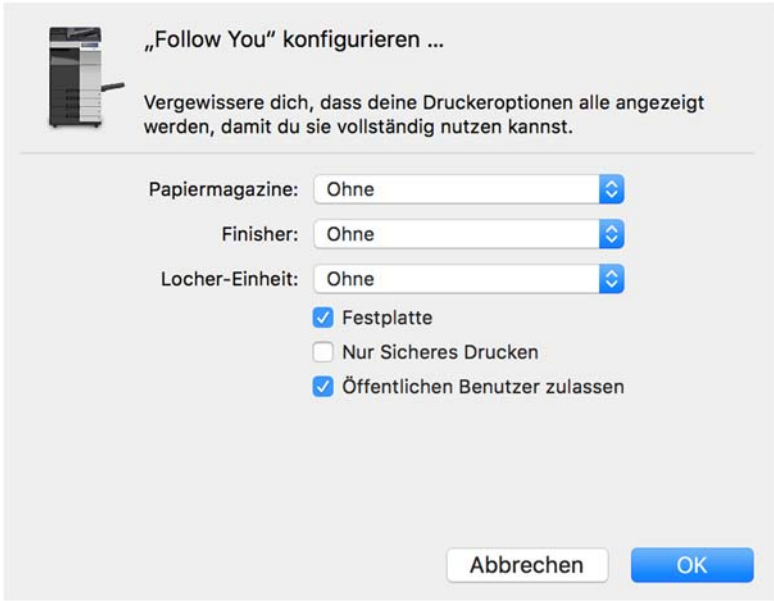 „Follow You“ konfigurieren ...
Vergewissere dich, dass deine Druckeroptionen alle angezeigt
werden, damit du sie vollständig nutzen kannst.
Papiermagazine: Ohne
Finisher: Ohne
Locher-Einheit: Ohne
Festplatte
Nur Sicheres Drucken
Öffentlichen Benutzer zulassen
Abbrechen OK